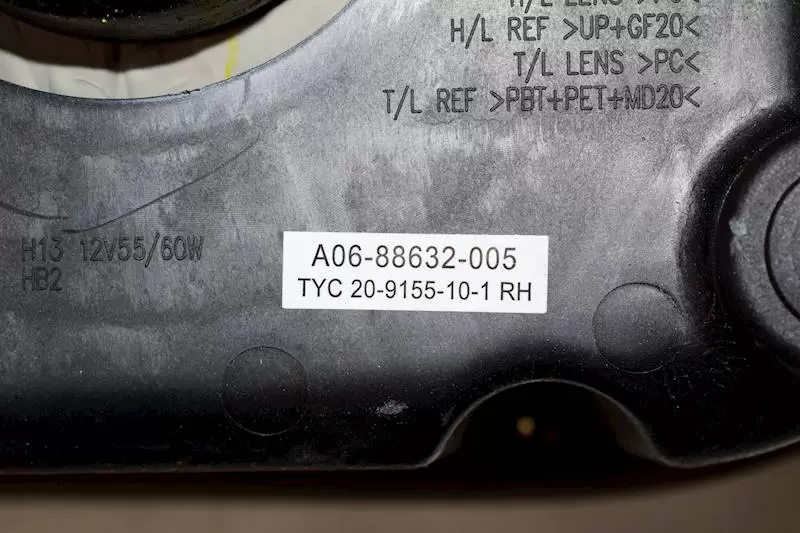 H/L REF >UP+GF20<
T/L LENS >PC<
T/L REF >PBT+PET+MD20<
H13 12V55/60W
HB2
A06-88632-005
TYC 20-9155-10-1 RH